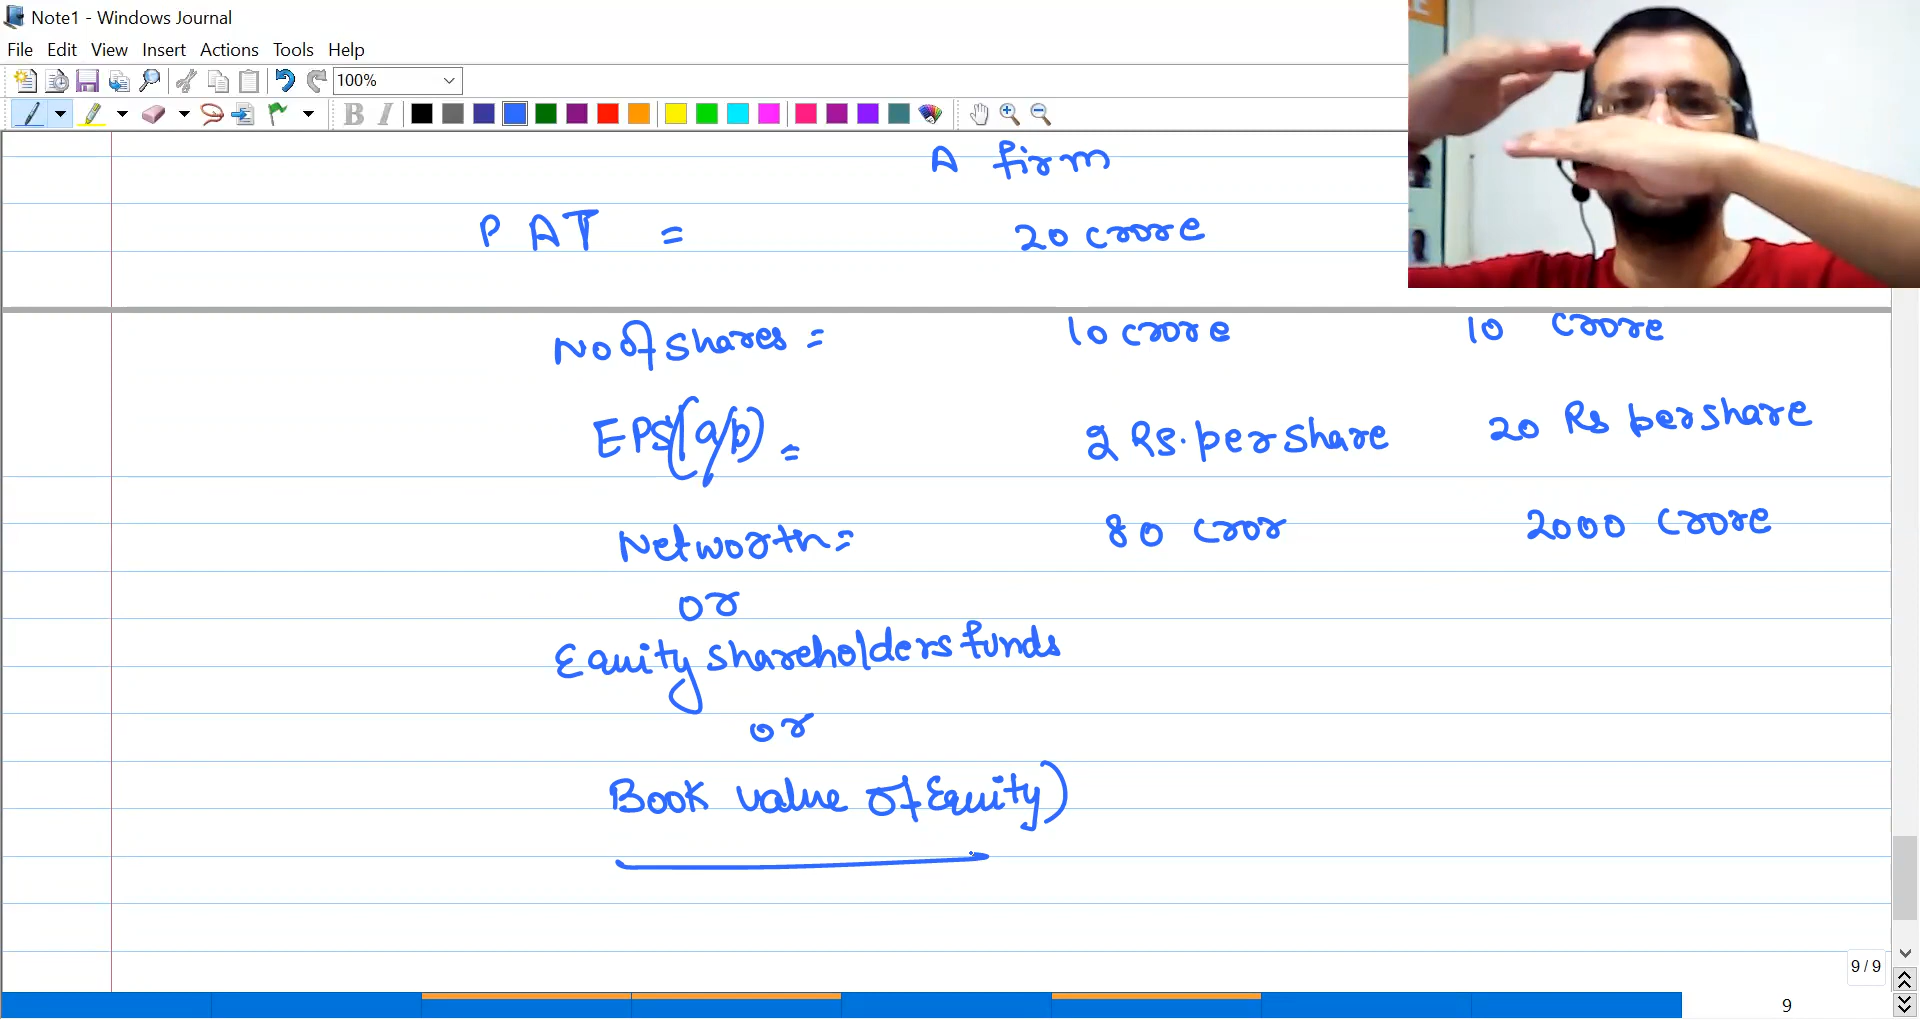 Note1 - Windows Journal
File Edit View Insert Actions Tools Help
100%
B I
A firm
PAT = 20 crore
No of shares = 10 crore 10 crore
EPS(a/b) = 2 Rs. per share 20 Rs per share
Networth = 80 cror 2000 crore
or
Equity shareholders funds
or
Book value of Equity)
9 / 9
9